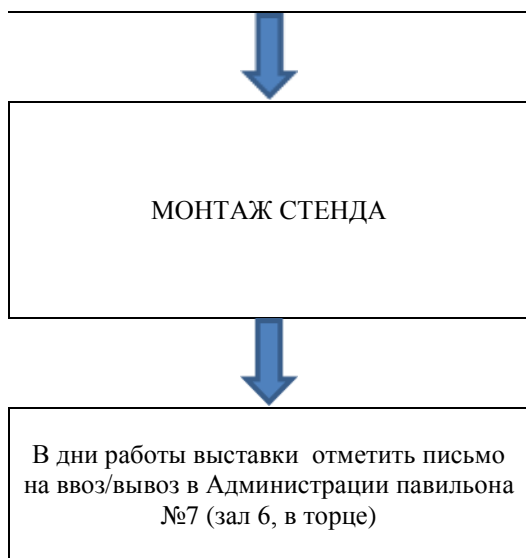 МОНТАЖ СТЕНДА
В дни работы выставки отметить письмо
на ввоз/вывоз в Администрации павильона
№7 (зал 6, в торце)